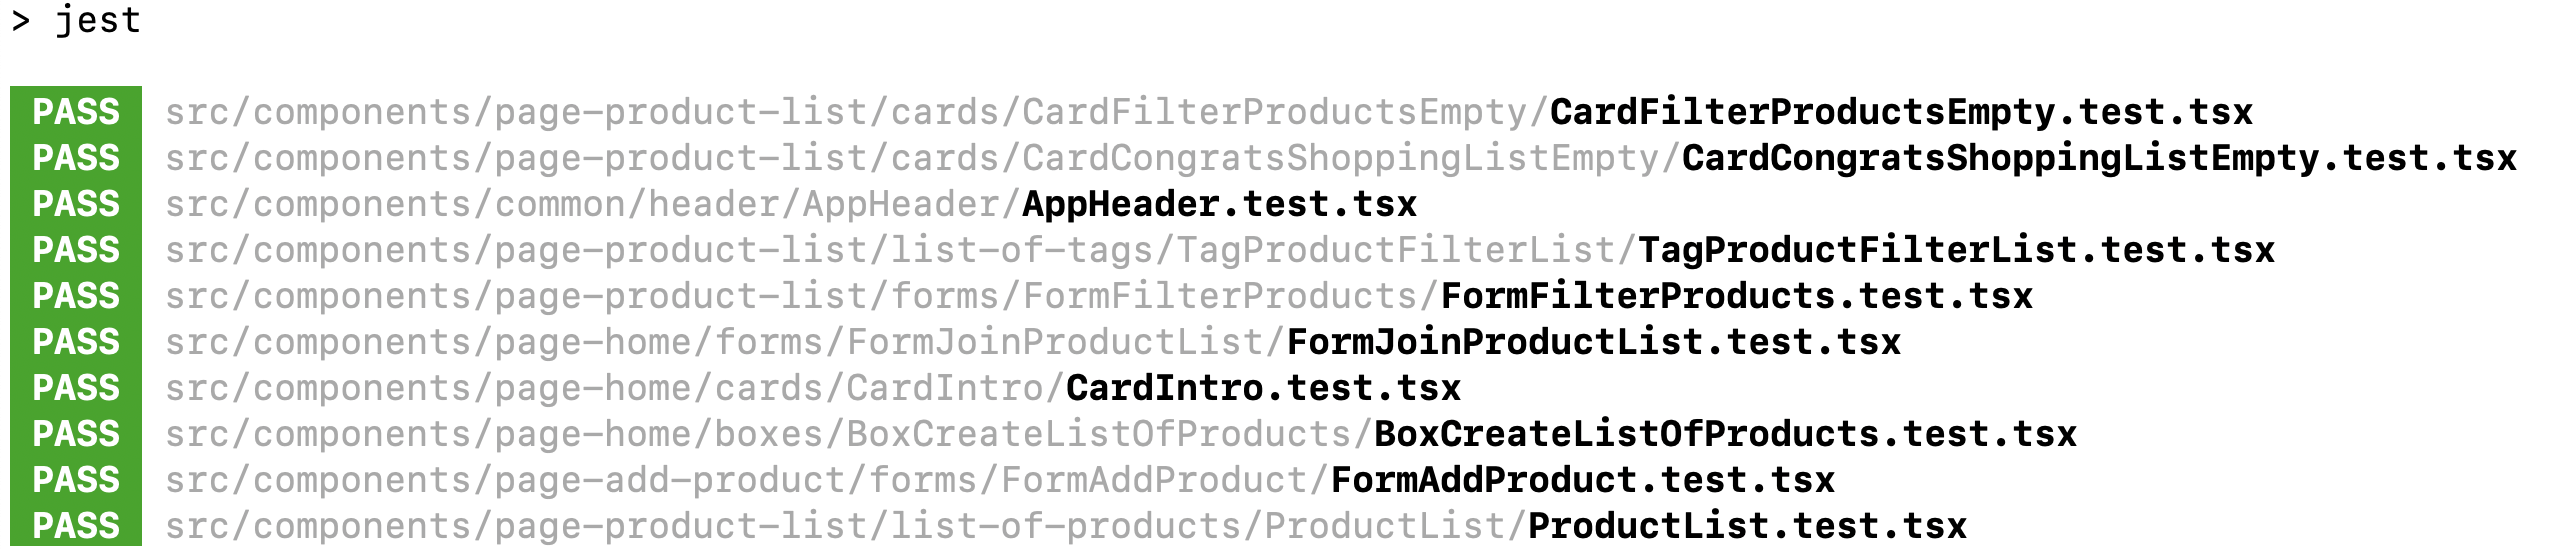 > jest
PASS src/components/page-product-list/cards/CardFilterProductsEmpty/CardFilterProductsEmpty.test.tsx
PASS src/components/page-product-list/cards/CardCongratsShoppingListEmpty/CardCongratsShoppingListEmpty.test.tsx
PASS src/components/common/header/AppHeader/AppHeader.test.tsx
PASS src/components/page-product-list/list-of-tags/TagProductFilterList/TagProductFilterList.test.tsx
PASS src/components/page-product-list/forms/FormFilterProducts/FormFilterProducts.test.tsx
PASS src/components/page-home/forms/FormJoinProductList/FormJoinProductList.test.tsx
PASS src/components/page-home/cards/CardIntro/CardIntro.test.tsx
PASS src/components/page-home/boxes/BoxCreateListOfProducts/BoxCreateListOfProducts.test.tsx
PASS src/components/page-add-product/forms/FormAddProduct/FormAddProduct.test.tsx
PASS src/components/page-product-list/list-of-products/ProductList/ProductList.test.tsx